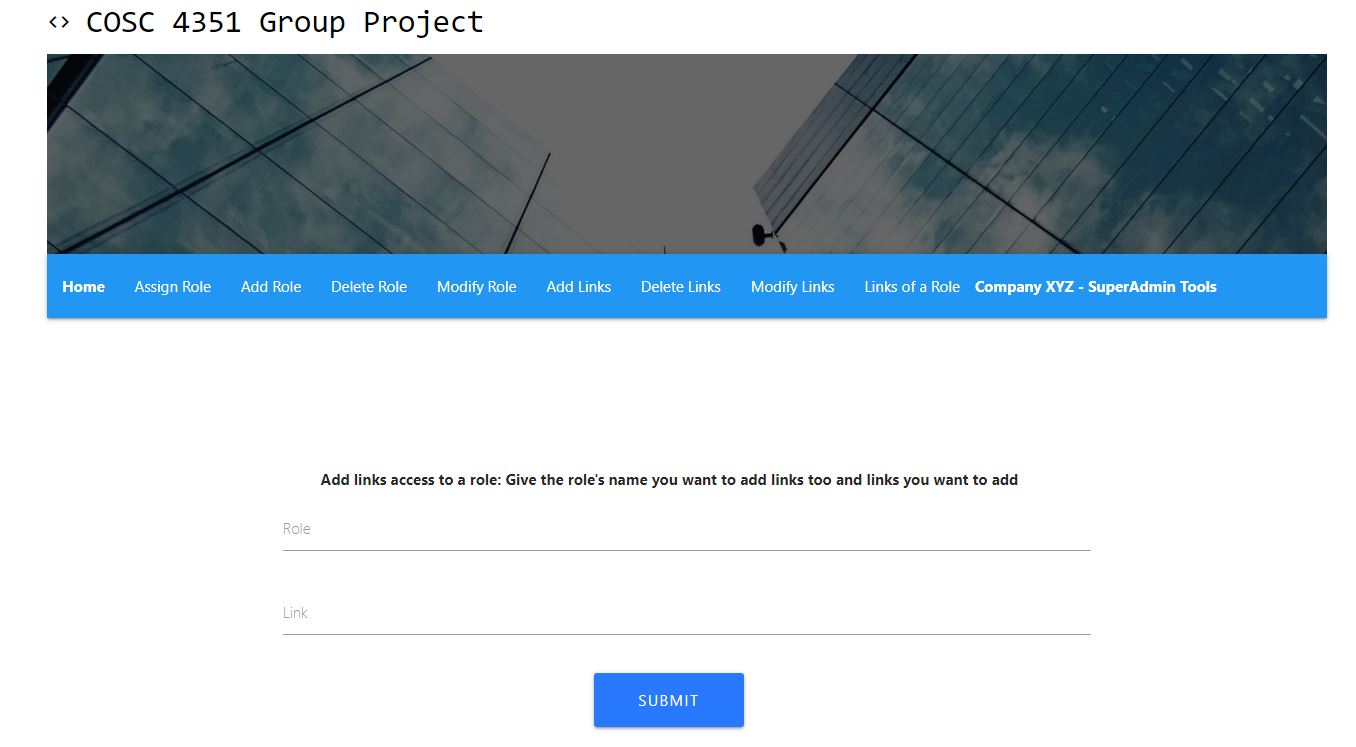 <> COSC 4351 Group Project
Home Assign Role Add Role Delete Role Modify Role Add Links Delete Links Modify Links Links of a Role Company XYZ - SuperAdmin Tools
Add links access to a role: Give the role's name you want to add links too and links you want to add
Role
Link
SUBMIT